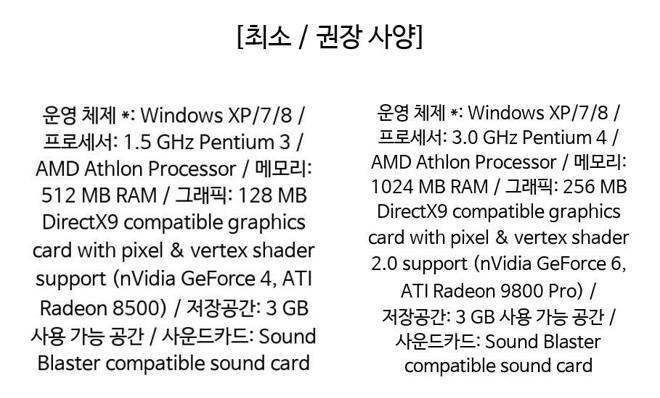 [최소 / 권장 사양]
운영 체제 *: Windows XP/7/8 /
프로세서: 1.5 GHz Pentium 3 /
AMD Athlon Processor / 메모리:
512 MB RAM / 그래픽: 128 MB
DirectX9 compatible graphics
card with pixel & vertex shader
support (nVidia GeForce 4, ATI
Radeon 8500) / 저장공간: 3 GB
사용 가능 공간 / 사운드카드: Sound
Blaster compatible sound card
운영 체제 *: Windows XP/7/8 /
프로세서: 3.0 GHz Pentium 4 /
AMD Athlon Processor / 메모리:
1024 MB RAM / 그래픽: 256 MB
DirectX9 compatible graphics
card with pixel & vertex shader
2.0 support (nVidia GeForce 6,
ATI Radeon 9800 Pro) /
저장공간: 3 GB 사용 가능 공간 /
사운드카드: Sound Blaster
compatible sound card